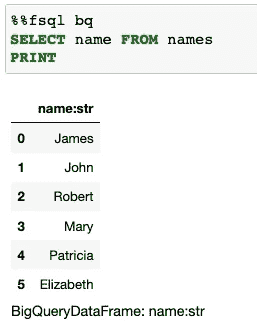 %%fsql bq
SELECT name FROM names
PRINT
name:str
0 James
1 John
2 Robert
3 Mary
4 Patricia
5 Elizabeth
BigQueryDataFrame: name:str